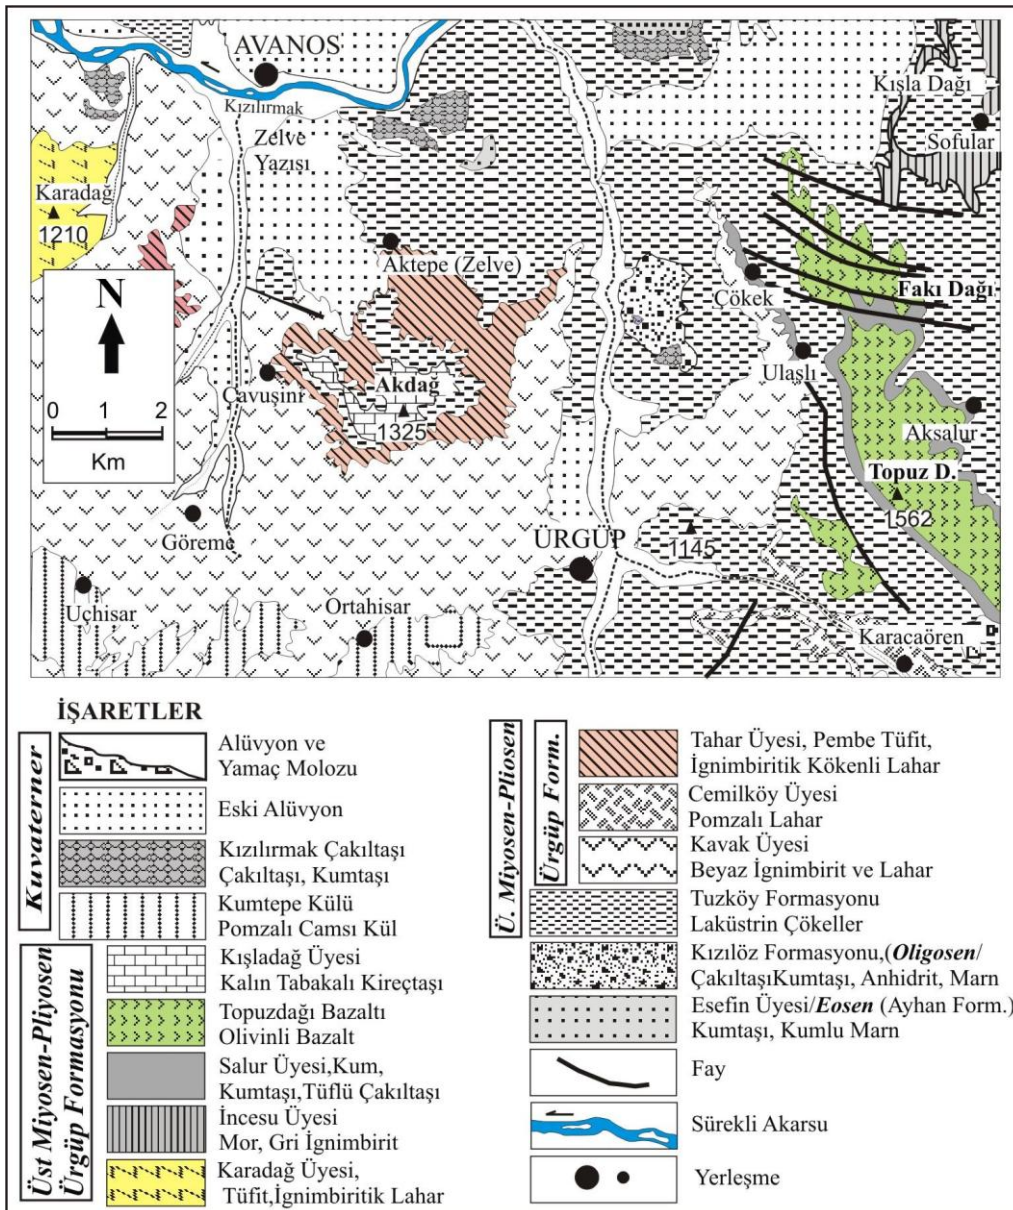 AVANOS
Kızılırmak
Zelve
Yazısı
Kışla Dağı
Sofular
Karadağ
1210
N
0 1 2
Km
Aktepe (Zelve)
Çökek
Fakı Dağı
Çavuşini
Akdağ
1325
Ulaşlı
Aksalur
Topuz D.
1562
Göreme
ÜRGÜP
1145
Uçhisar
Ortahisar
Karacaören
İŞARETLER
Kuvaterner
Alüvyon ve
Yamaç Molozu
Eski Alüvyon
Kızılırmak Çakıltaşı
Çakıltaşı, Kumtaşı
Kumtepe Külü
Pomzalı Camsı Kül
Üst Miyosen-Pliyosen
Ürgüp Formasyonu
Kışladağ Üyesi
Kalın Tabakalı Kireçtaşı
Topuzdağı Bazaltı
Olivinli Bazalt
Salur Üyesi,Kum,
Kumtaşı,Tüflü Çakıltaşı
İncesu Üyesi
Mor, Gri İgnimbirit
Karadağ Üyesi,
Tüfit,İgnimbiritik Lahar
Ü. Miyosen-Pliosen
Ürgüp Form.
Tahar Üyesi, Pembe Tüfit,
İgnimbiritik Kökenli Lahar
Cemilköy Üyesi
Pomzalı Lahar
Kavak Üyesi
Beyaz İgnimbirit ve Lahar
Tuzköy Formasyonu
Laküstrin Çökeller
Kızılöz Formasyonu,(Oligosen/
ÇakıltaşıKumtaşı, Anhidrit, Marn
Esefin Üyesi/Eosen (Ayhan Form.)
Kumtaşı, Kumlu Marn
Fay
Sürekli Akarsu
Yerleşme